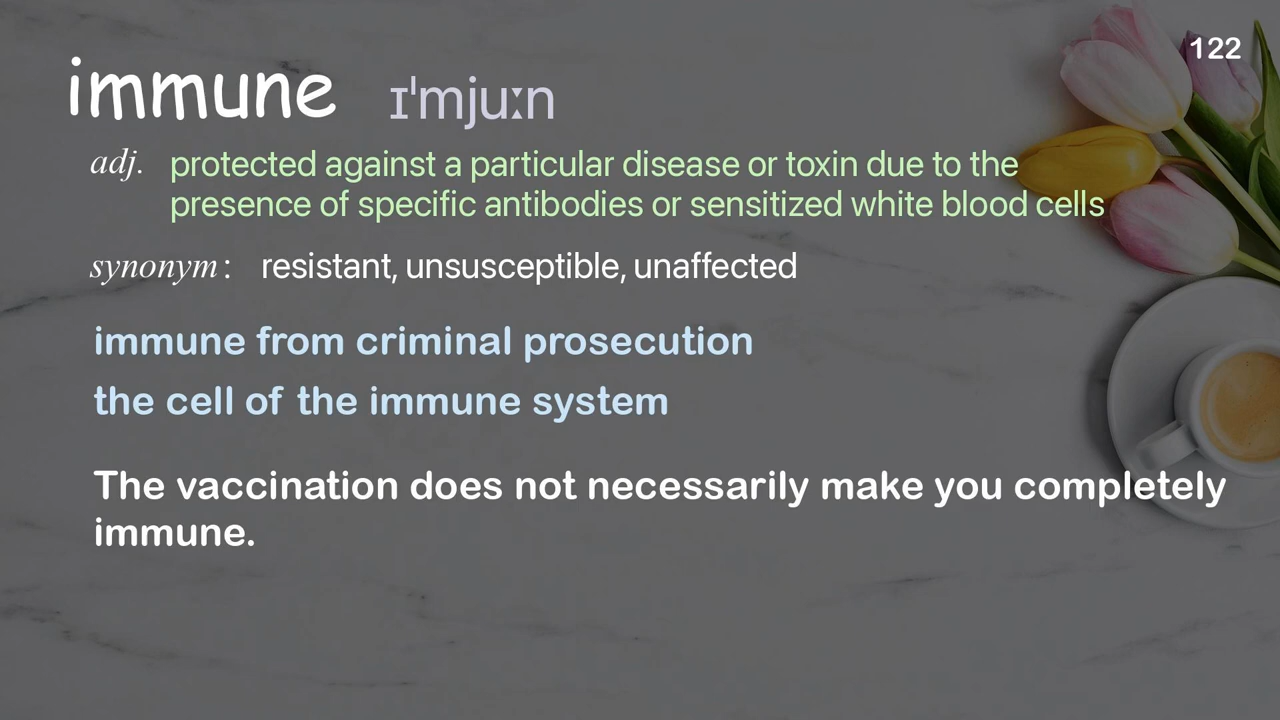 122
immune ɪˈmjuːn
adj. protected against a particular disease or toxin due to the
presence of specific antibodies or sensitized white blood cells
synonym: resistant, unsusceptible, unaffected
immune from criminal prosecution
the cell of the immune system
The vaccination does not necessarily make you completely
immune.